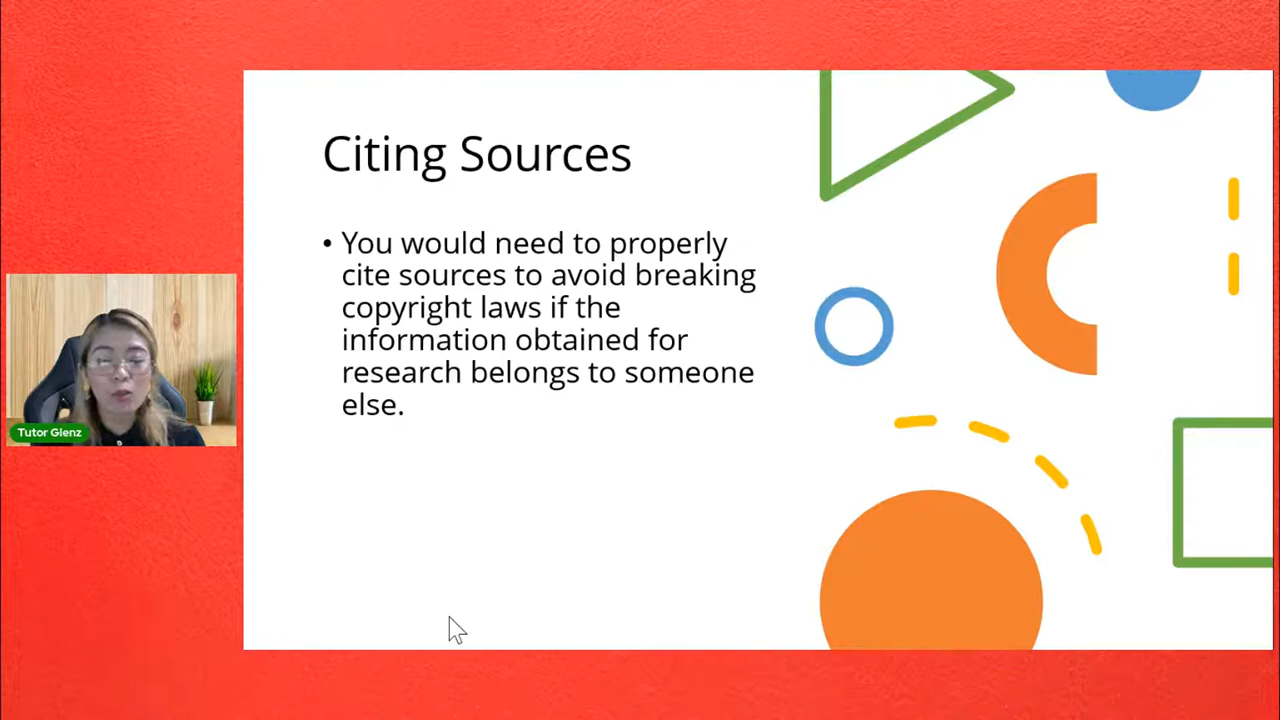 Citing Sources
• You would need to properly
cite sources to avoid breaking
copyright laws if the
information obtained for
research belongs to someone
else.
Tutor Glenz